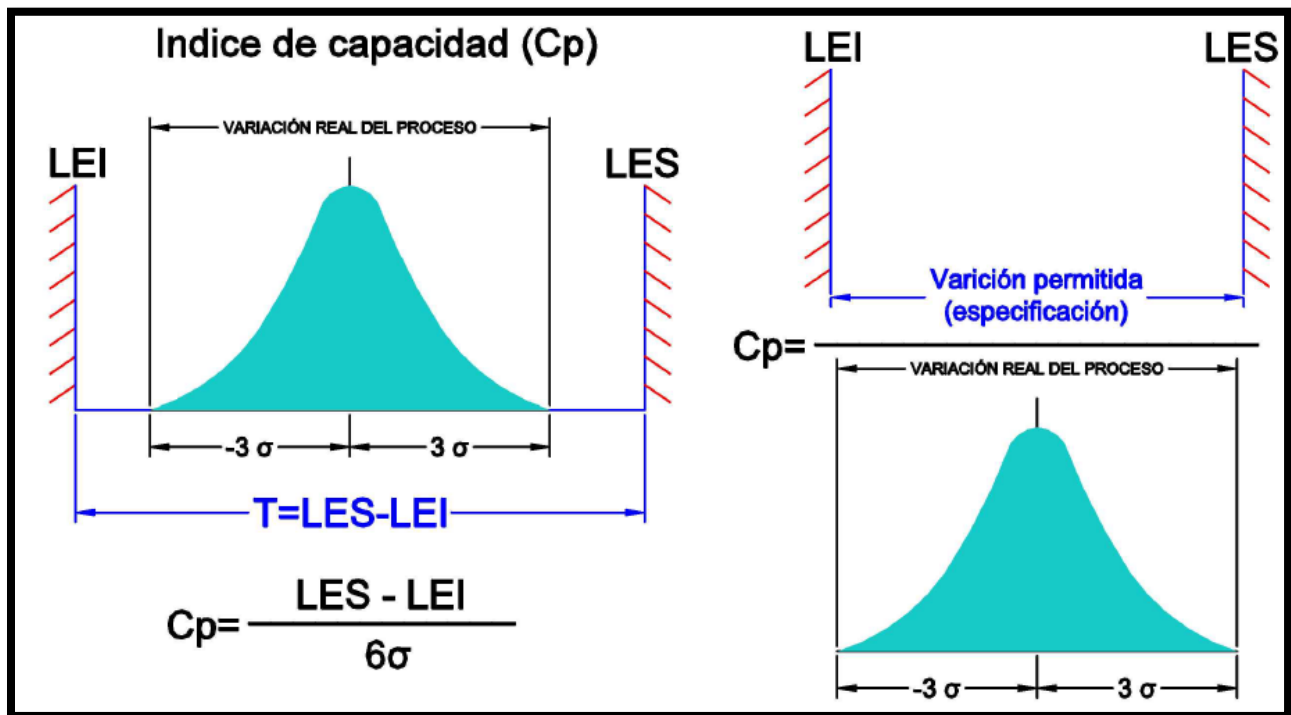 Indice de capacidad (Cp)
VARIACIÓN REAL DEL PROCESO
LEI
LES
-3 σ
3 σ
T=LES-LEI
Cp=
LES - LEI
6σ
LEI
LES
Varición permitida
(especificación)
Cp=
VARIACIÓN REAL DEL PROCESO
-3 σ
3 σ